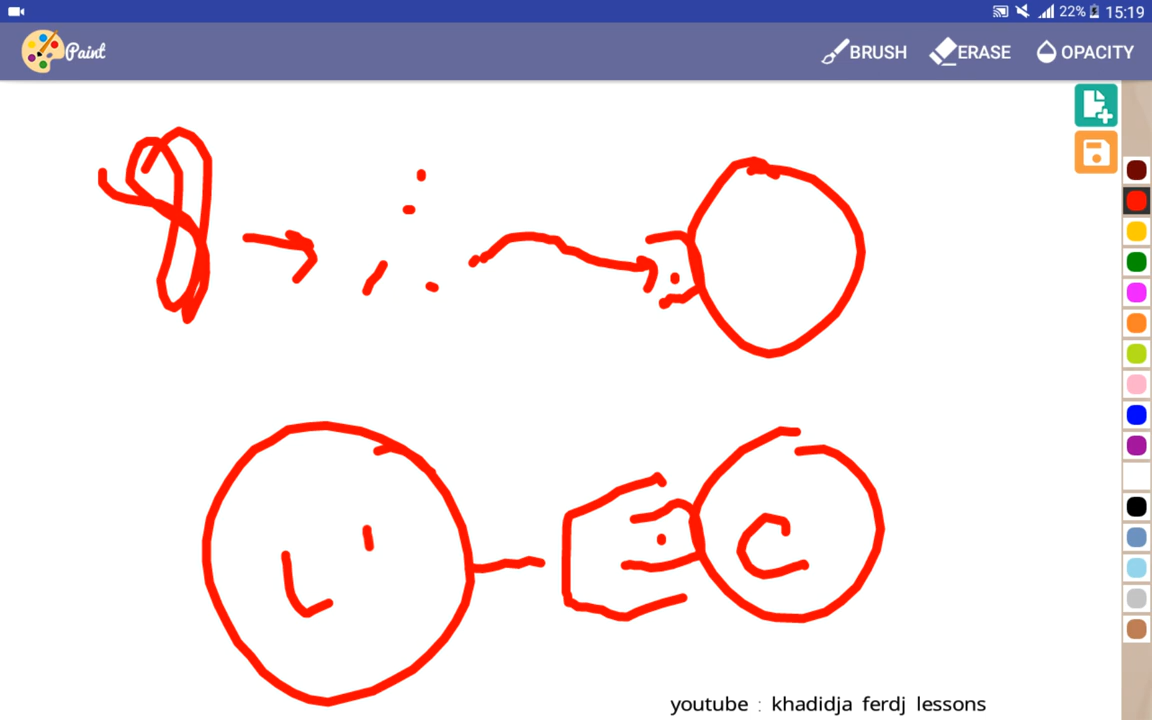 22% 15:19
Paint BRUSH ERASE OPACITY
L' C
youtube : khadidja ferdj lessons